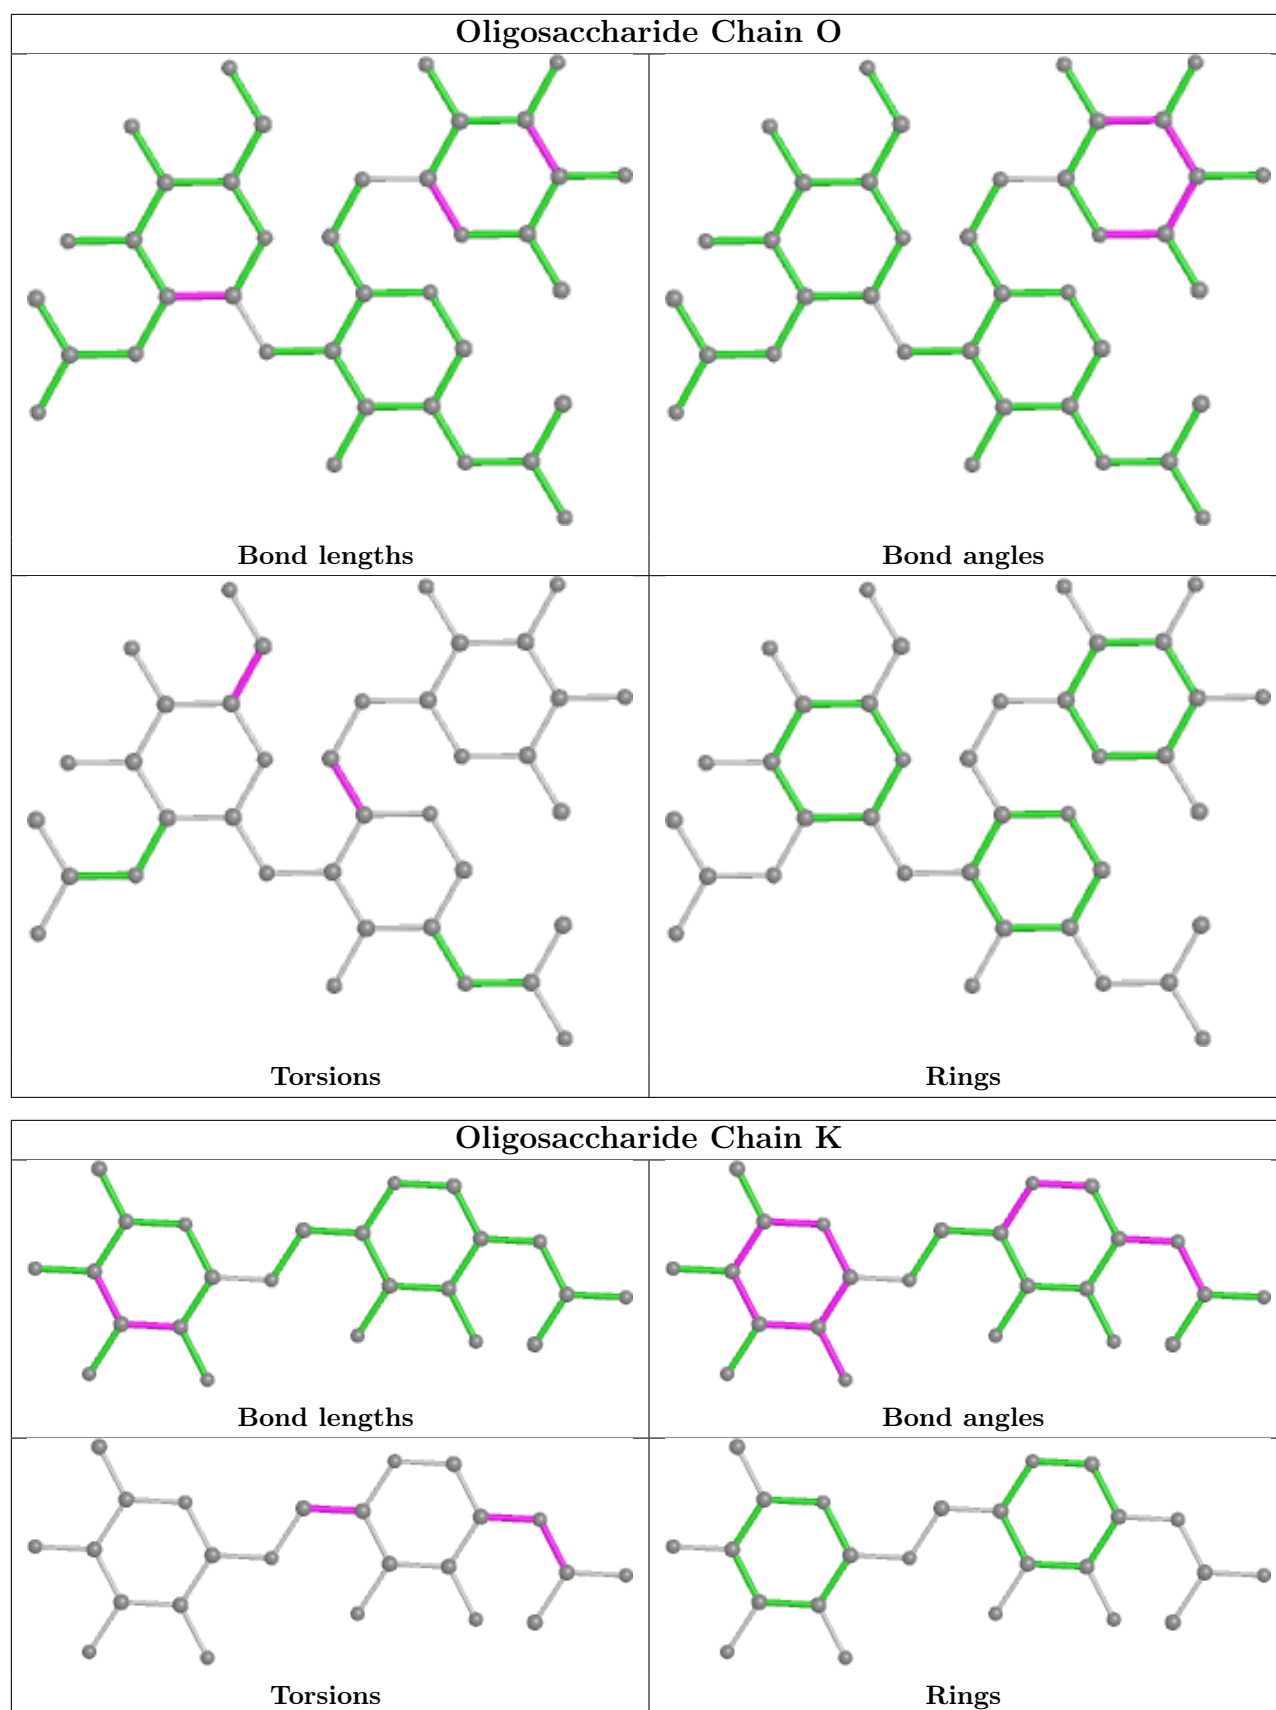 Oligosaccharide Chain O
Bond lengths
Bond angles
Torsions
Rings
Oligosaccharide Chain K
Bond lengths
Bond angles
Torsions
Rings